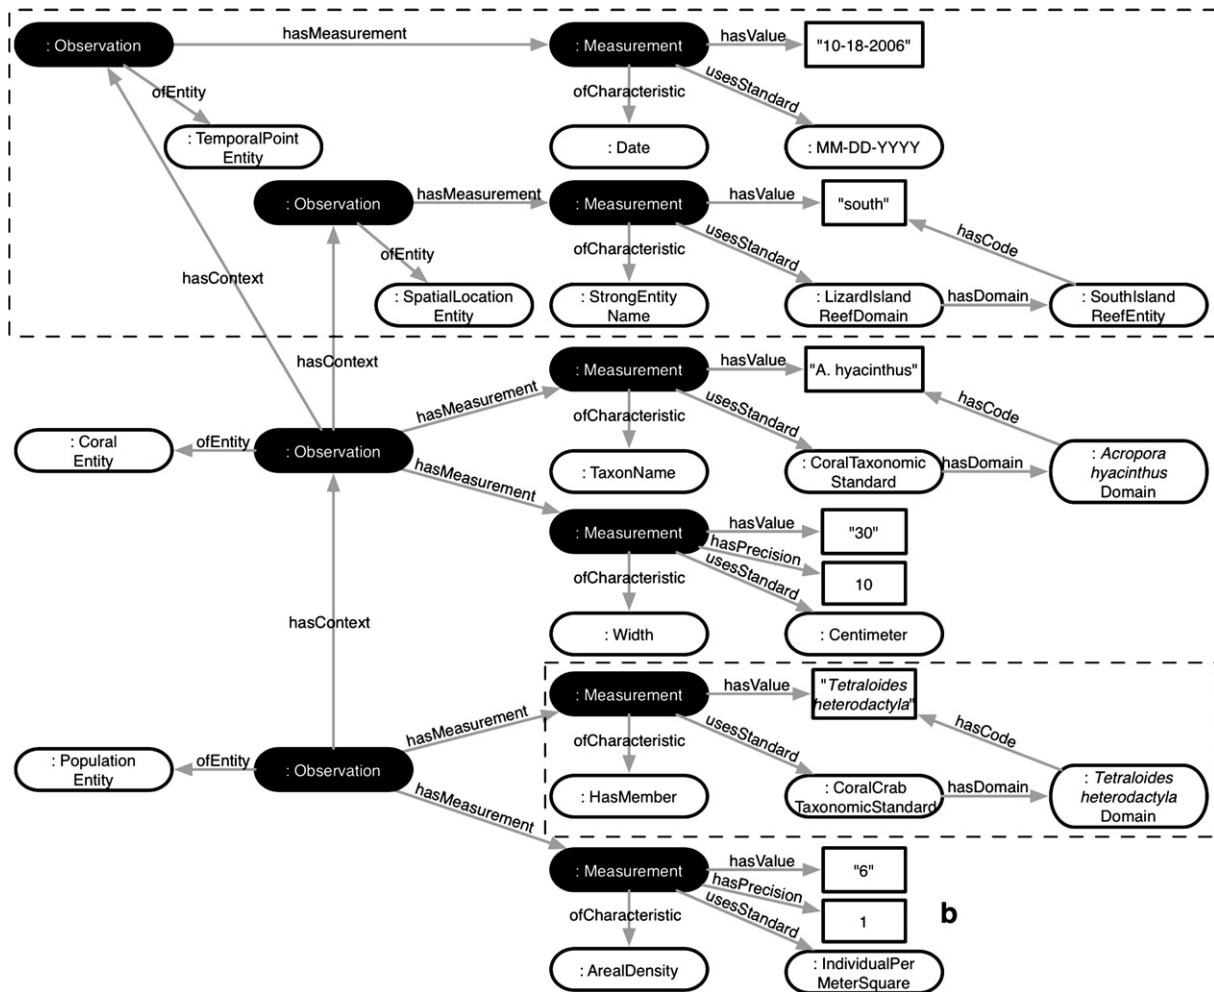 : Observation
hasMeasurement
: Measurement
hasValue
"10-18-2006"
ofEntity
ofCharacteristic
usesStandard
: TemporalPoint
Entity
: Date
: MM-DD-YYYY
: Observation
hasMeasurement
: Measurement
hasValue
"south"
hasContext
ofEntity
ofCharacteristic
usesStandard
hasCode
: SpatialLocation
Entity
: StrongEntity
Name
: LizardIsland
ReefDomain
hasDomain
: SouthIsland
ReefEntity
hasContext
hasMeasurement
: Measurement
hasValue
"A. hyacinthus"
ofCharacteristic
usesStandard
hasCode
: Coral
Entity
ofEntity
: Observation
hasMeasurement
: TaxonName
: CoralTaxonomic
Standard
hasDomain
: Acropora
hyacinthus
Domain
: Measurement
hasValue
"30"
hasPrecision
10
ofCharacteristic
usesStandard
hasContext
: Width
: Centimeter
hasMeasurement
: Measurement
hasValue
"Tetraloides
heterodactyla"
ofCharacteristic
usesStandard
hasCode
: Population
Entity
ofEntity
: Observation
hasMeasurement
: HasMember
: CoralCrab
TaxonomicStandard
hasDomain
: Tetraloides
heterodactyla
Domain
: Measurement
hasValue
"6"
hasPrecision
1
ofCharacteristic
usesStandard
b
: ArealDensity
: IndividualPer
MeterSquare